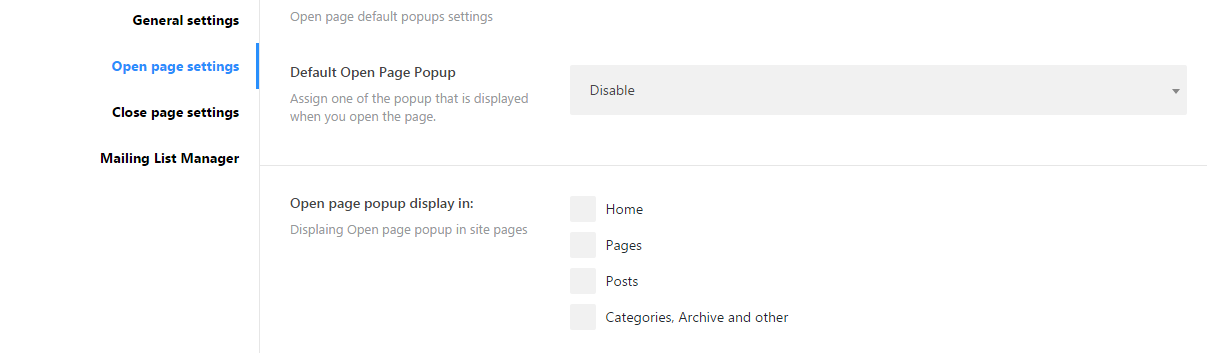 General settings
Open page settings
Close page settings
Mailing List Manager
Open page default popups settings
Default Open Page Popup
Assign one of the popup that is displayed
when you open the page.
Disable
Open page popup display in:
Displaing Open page popup in site pages
Home
Pages
Posts
Categories, Archive and other